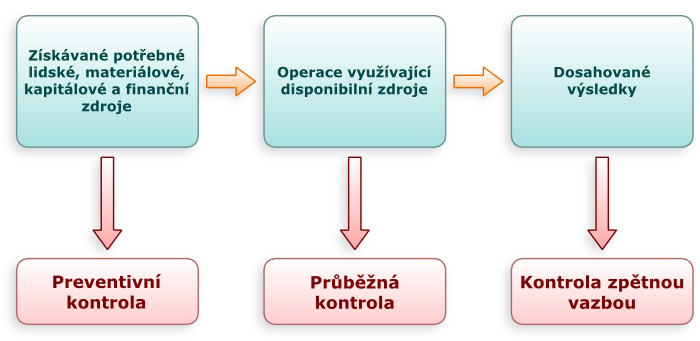 Získávané potřebné
lidské, materiálové,
kapitálové a finanční
zdroje
Operace využívající
disponibilní zdroje
Dosahované
výsledky
Preventivní
kontrola
Průběžná
kontrola
Kontrola zpětnou
vazbou